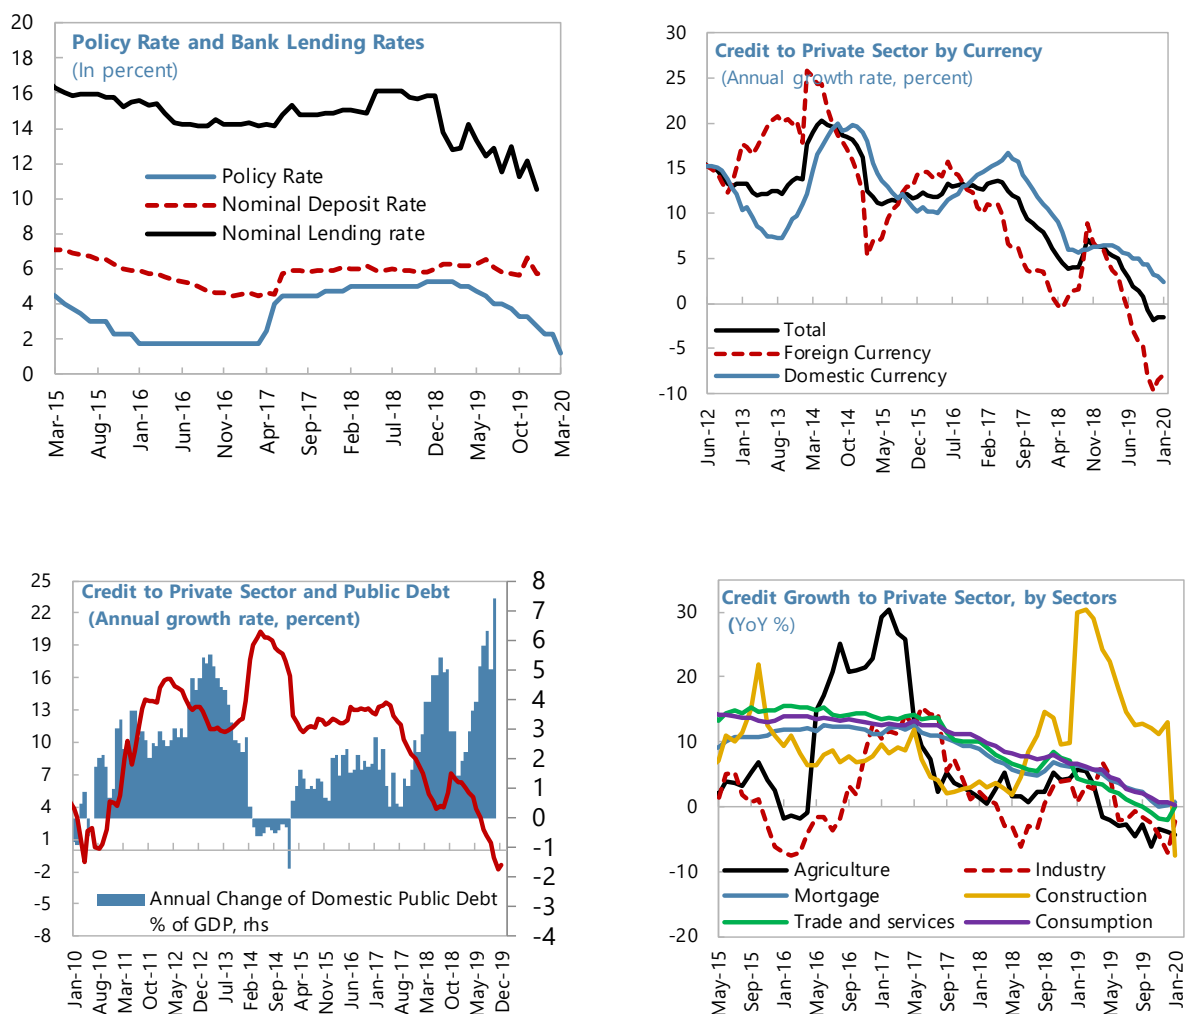 Policy Rate and Bank Lending Rates
(In percent)
20
18
16
14
12
10
8
6
4
2
0
Policy Rate
Nominal Deposit Rate
Nominal Lending rate
Mar-15
Aug-15
Jan-16
Jun-16
Nov-16
Apr-17
Sep-17
Feb-18
Jul-18
Dec-18
May-19
Oct-19
Mar-20
Credit to Private Sector by Currency
(Annual growth rate, percent)
30
25
20
15
10
5
0
-5
-10
Total
Foreign Currency
Domestic Currency
Jun-12
Jan-13
Aug-13
Mar-14
Oct-14
May-15
Dec-15
Jul-16
Feb-17
Sep-17
Apr-18
Nov-18
Jun-19
Jan-20
Credit to Private Sector and Public Debt
(Annual growth rate, percent)
25
22
19
16
13
10
7
4
1
-2
-5
-8
8
7
6
5
4
3
2
1
0
-1
-2
-3
-4
Annual Change of Domestic Public Debt
% of GDP, rhs
Jan-10
Aug-10
Mar-11
Oct-11
May-12
Dec-12
Jul-13
Feb-14
Sep-14
Apr-15
Nov-15
Jun-16
Jan-17
Aug-17
Mar-18
Oct-18
May-19
Dec-19
Credit Growth to Private Sector, by Sectors
(YoY %)
30
20
10
0
-10
-20
Agriculture
Industry
Mortgage
Construction
Trade and services
Consumption
May-15
Sep-15
Jan-16
May-16
Sep-16
Jan-17
May-17
Sep-17
Jan-18
May-18
Sep-18
Jan-19
May-19
Sep-19
Jan-20